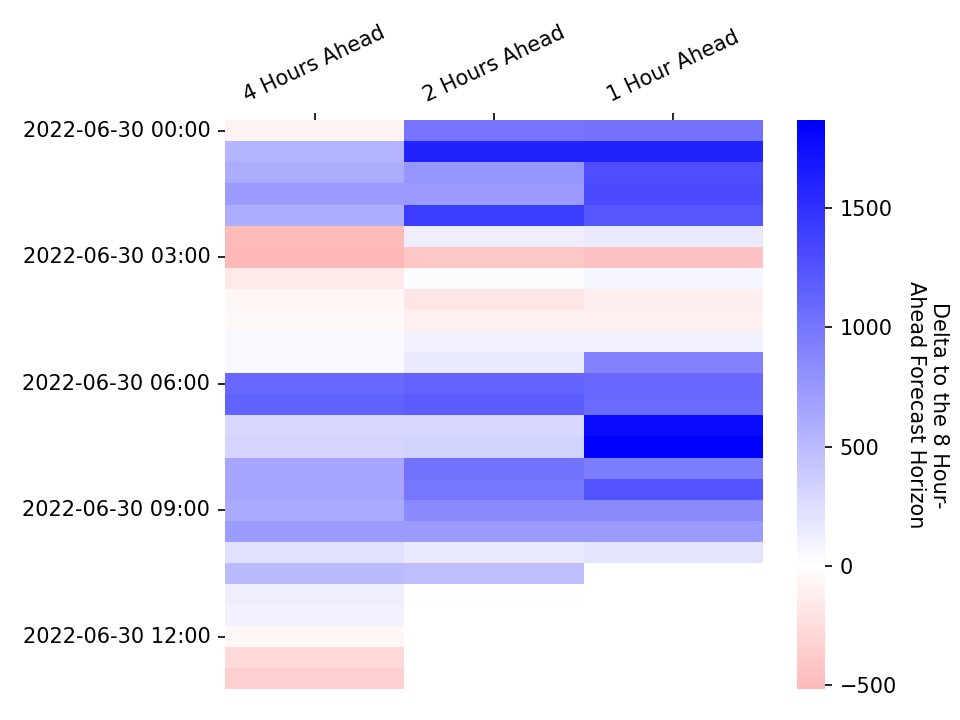 4 Hours Ahead
2 Hours Ahead
1 Hour Ahead
2022-06-30 00:00
2022-06-30 03:00
2022-06-30 06:00
2022-06-30 09:00
2022-06-30 12:00
1500
1000
500
0
−500
Delta to the 8 Hour-
Ahead Forecast Horizon